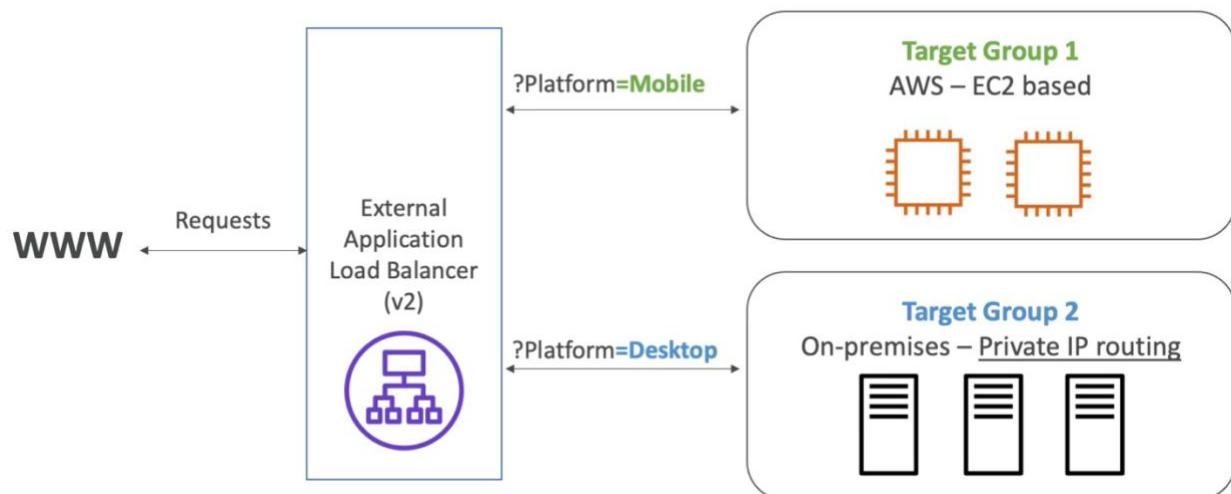 WWW
Requests
External
Application
Load Balancer
(v2)
?Platform=Mobile
Target Group 1
AWS – EC2 based
?Platform=Desktop
Target Group 2
On-premises – Private IP routing